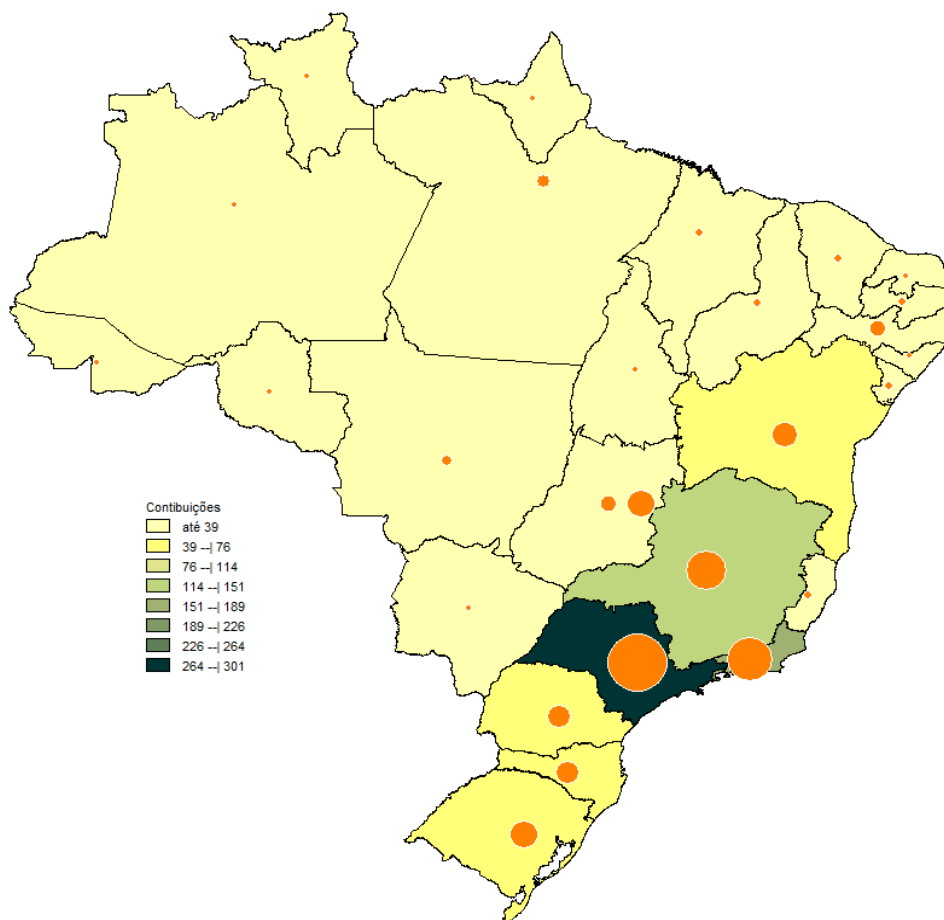 Contibuições
até 39
39 --| 76
76 --| 114
114 --| 151
151 --| 189
189 --| 226
226 --| 264
264 --| 301